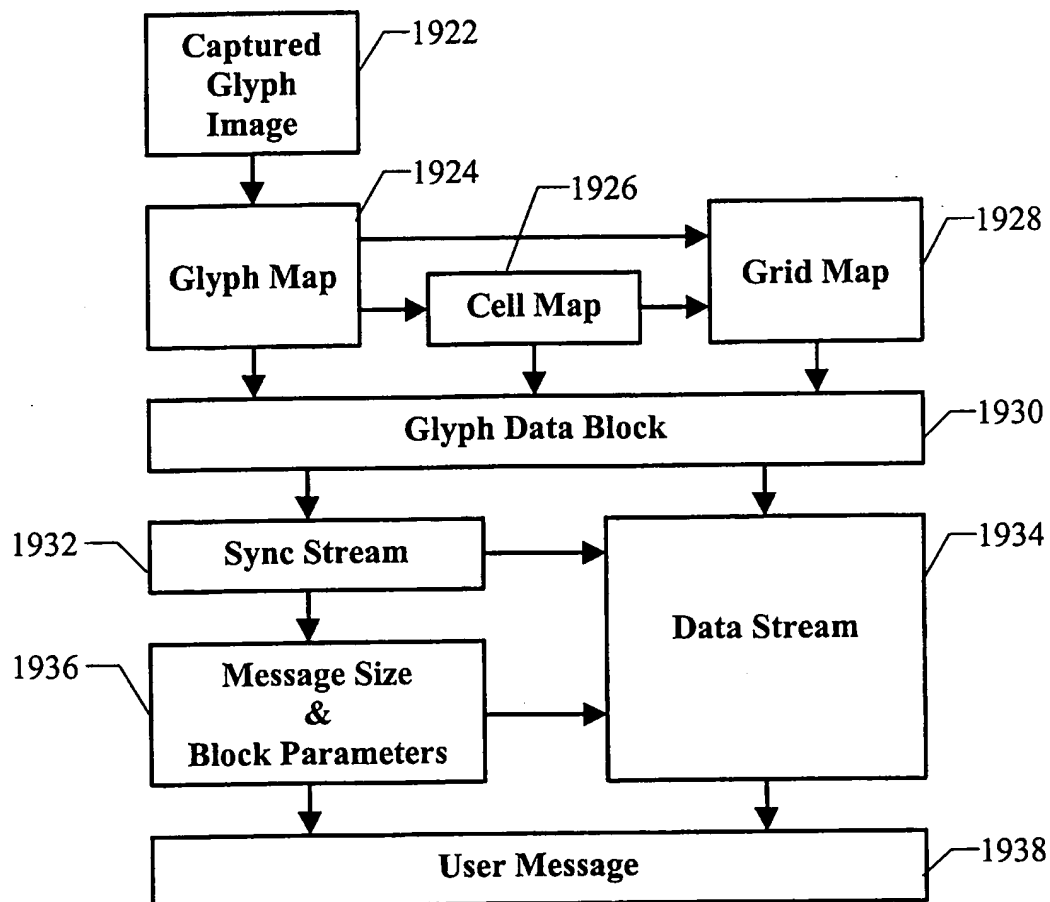 Captured
Glyph
Image
1922
1924
1926
1928
Glyph Map
Cell Map
Grid Map
Glyph Data Block
1930
1932
Sync Stream
1934
Data Stream
1936
Message Size
&
Block Parameters
User Message
1938